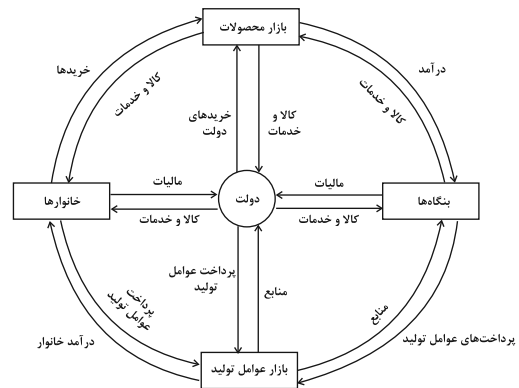 بازار محصولات
خریدها
کالا و خدمات
درآمد
کالا و خدمات
خریدهای
دولت
کالا و
خدمات
خانوارها
مالیات
کالا و خدمات
دولت
مالیات
کالا و خدمات
بنگاه‌ها
پرداخت عوامل
تولید
منابع
پرداخت
عوامل تولید
درآمد خانوار
منابع
پرداخت‌های عوامل تولید
بازار عوامل تولید